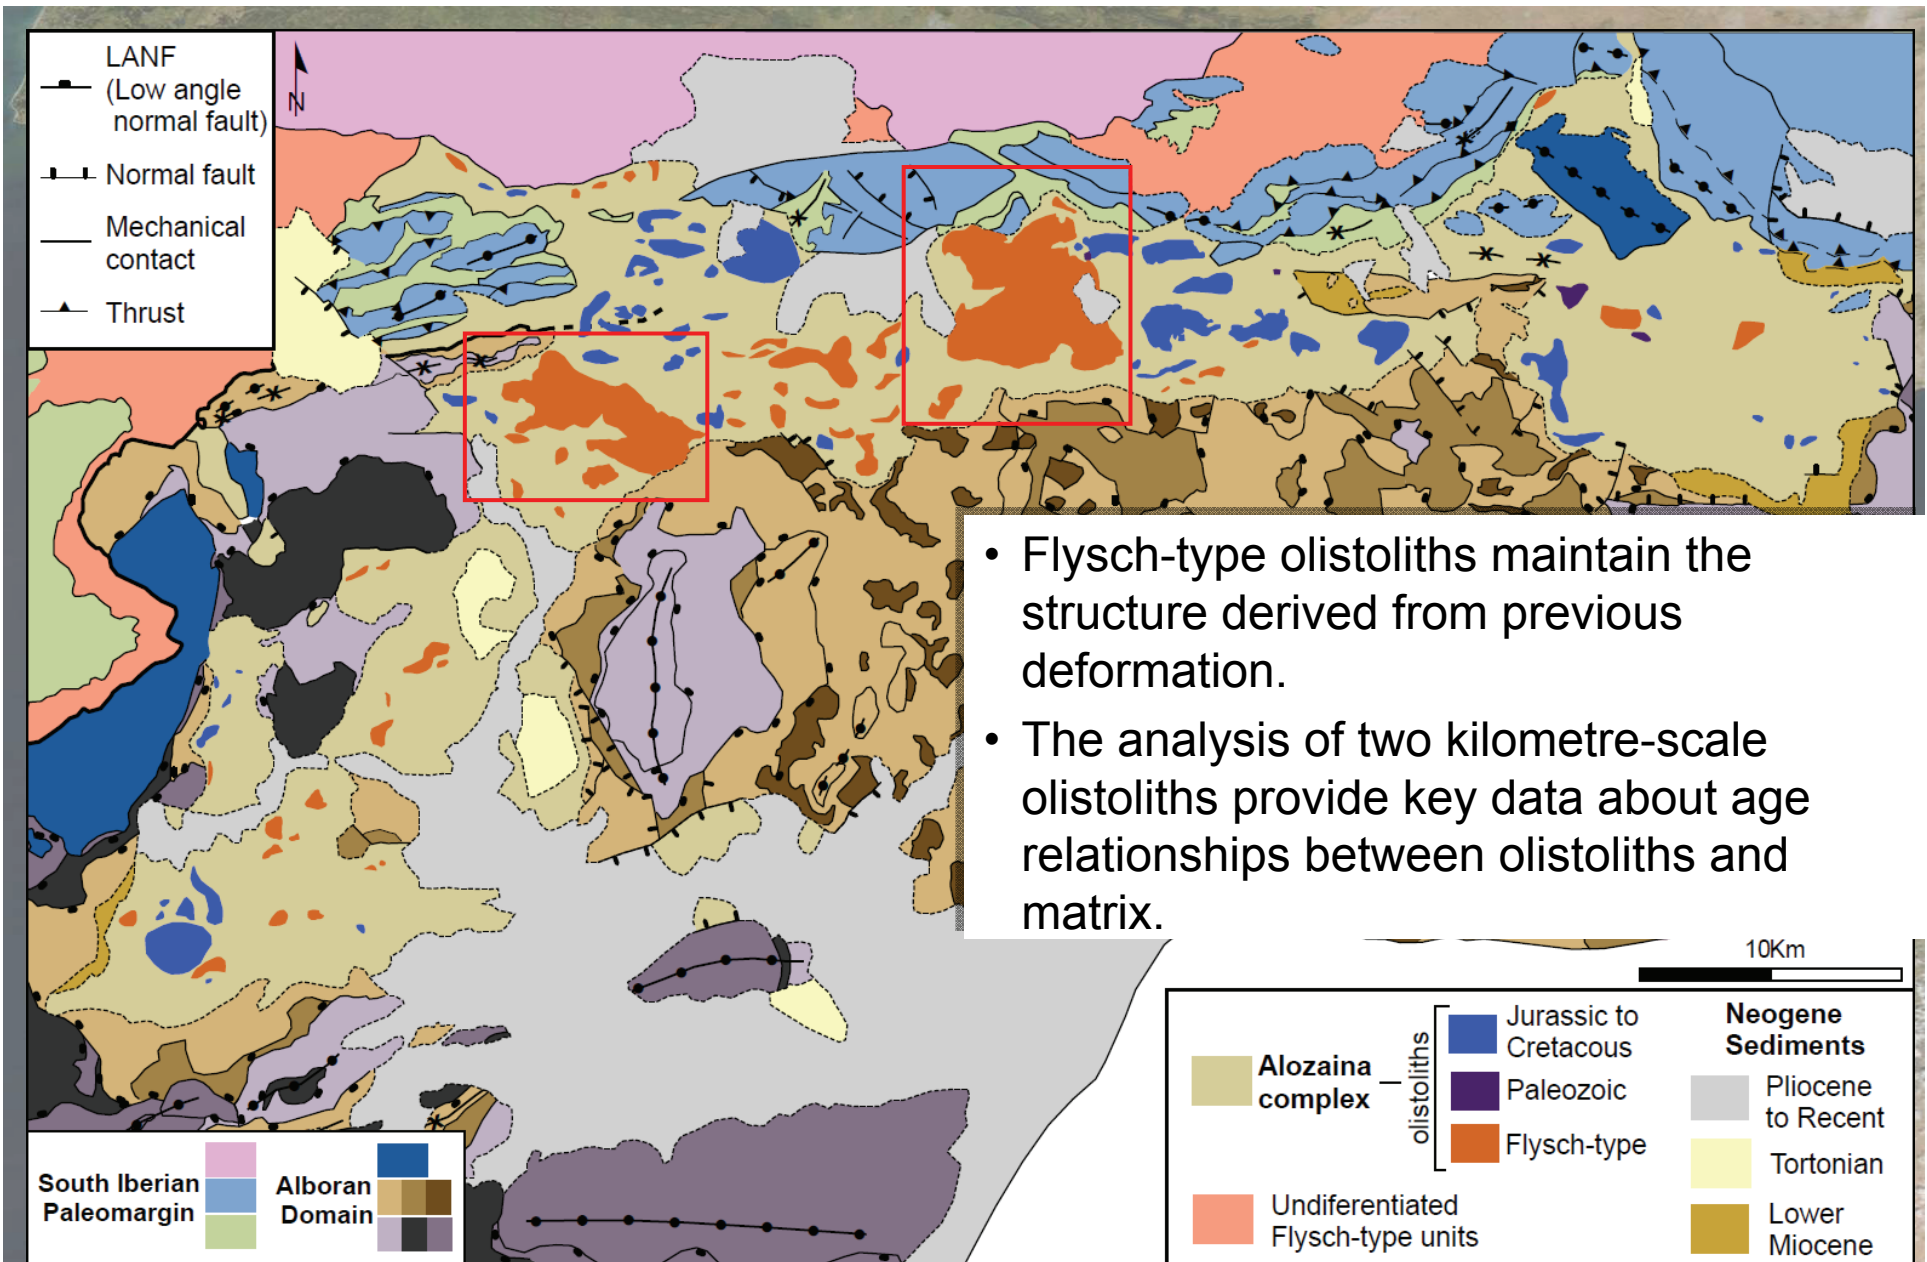 LANF
(Low angle
normal fault)
Normal fault
Mechanical
contact
Thrust
N
• Flysch-type olistoliths maintain the
structure derived from previous
deformation.
• The analysis of two kilometre-scale
olistoliths provide key data about age
relationships between olistoliths and
matrix.
10Km
Alozaina
complex
olistoliths
Jurassic to
Cretacous
Paleozoic
Flysch-type
Undiferentiated
Flysch-type units
Neogene
Sediments
Pliocene
to Recent
Tortonian
Lower
Miocene
South Iberian
Paleomargin
Alboran
Domain